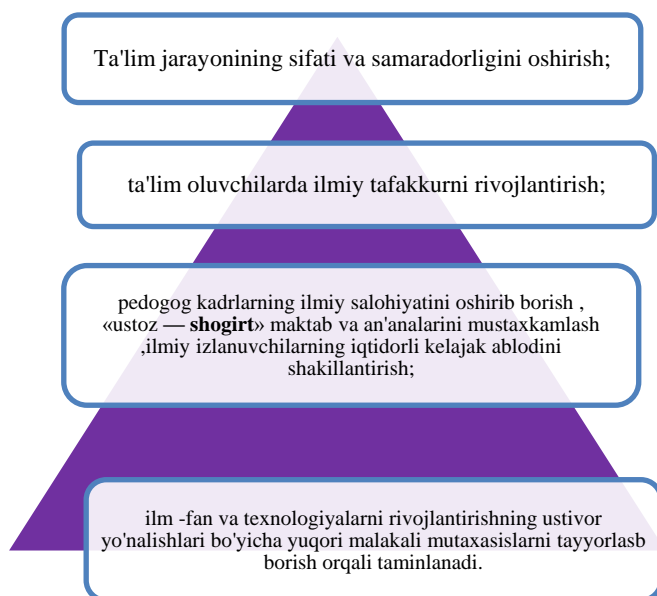 Ta'lim jarayonining sifati va samaradorligini oshirish;
ta'lim oluvchilarda ilmiy tafakkurni rivojlantirish;
pedogog kadrlarning ilmiy salohiyatini oshirib borish ,
«ustoz — shogirt» maktab va an'analarini mustaxkamlash
,ilmiy izlanuvchilarning iqtidorli kelajak ablodini
shakillantirish;
ilm -fan va texnologiyalarni rivojlantirishning ustivor
yo'nalishlari bo'yicha yuqori malakali mutaxasislarni tayyorlasb
borish orqali taminlanadi.